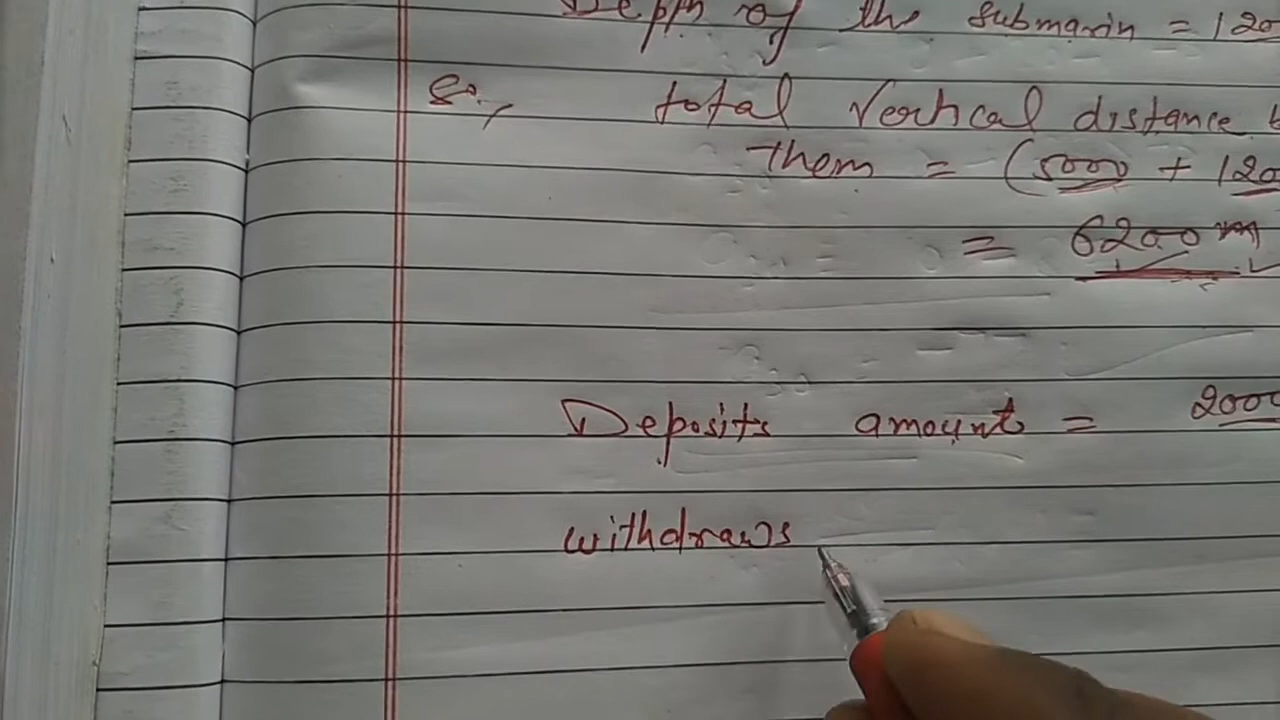 Depth of the submarin = 120
So, total vertical distance b
them = (5000 + 120
= 6200 m
Deposits amount = 2000
withdraws